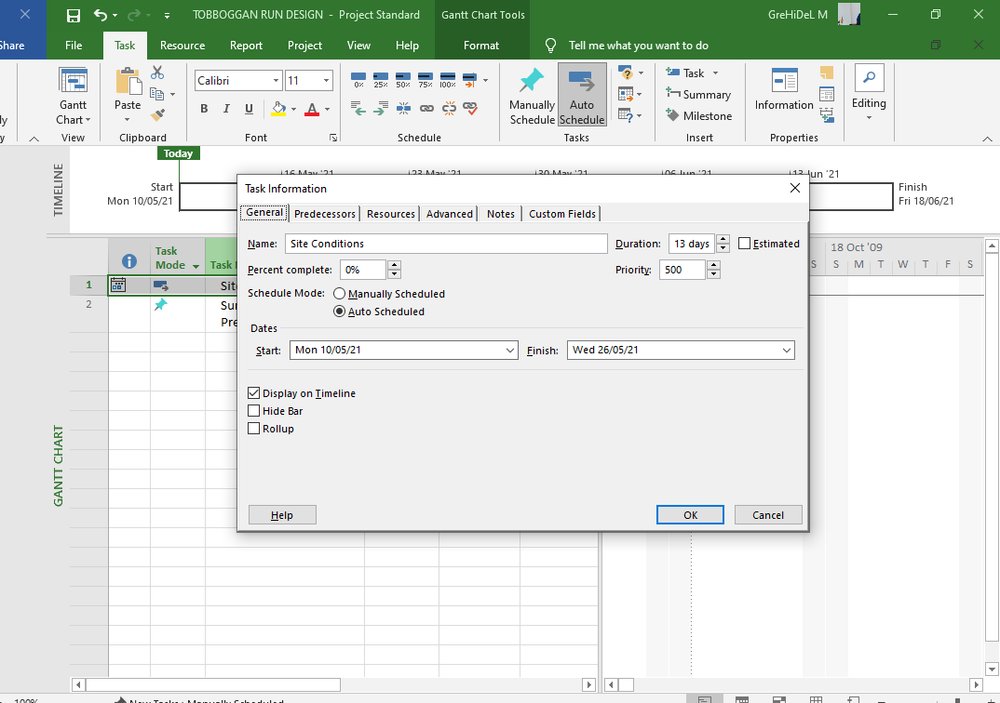 TOBBOGGAN RUN DESIGN - Project Standard
Gantt Chart Tools
GreHiDeL M
Share
File
Task
Resource
Report
Project
View
Help
Format
Tell me what you want to do
Gantt
Chart
View
Paste
Clipboard
Calibri
11
B I U
A
Font
0% 25% 50% 75% 100%
Schedule
Manually
Schedule
Auto
Schedule
Tasks
Task
Summary
Milestone
Insert
Information
Properties
Editing
Today
TIMELINE
Start
Mon 10/05/21
16 May '21
23 May '21
30 May '21
06 Jun '21
13 Jun '21
Finish
Fri 18/06/21
GANTT CHART
Task
Mode
1
2
18 Oct '09
S S M T W T F S
Task Information
General
Predecessors
Resources
Advanced
Notes
Custom Fields
Name: Site Conditions
Duration: 13 days
Estimated
Percent complete: 0%
Priority: 500
Schedule Mode: Manually Scheduled
Auto Scheduled
Dates
Start: Mon 10/05/21
Finish: Wed 26/05/21
Display on Timeline
Hide Bar
Rollup
Help
OK
Cancel
100%
New Tasks : Manually Scheduled